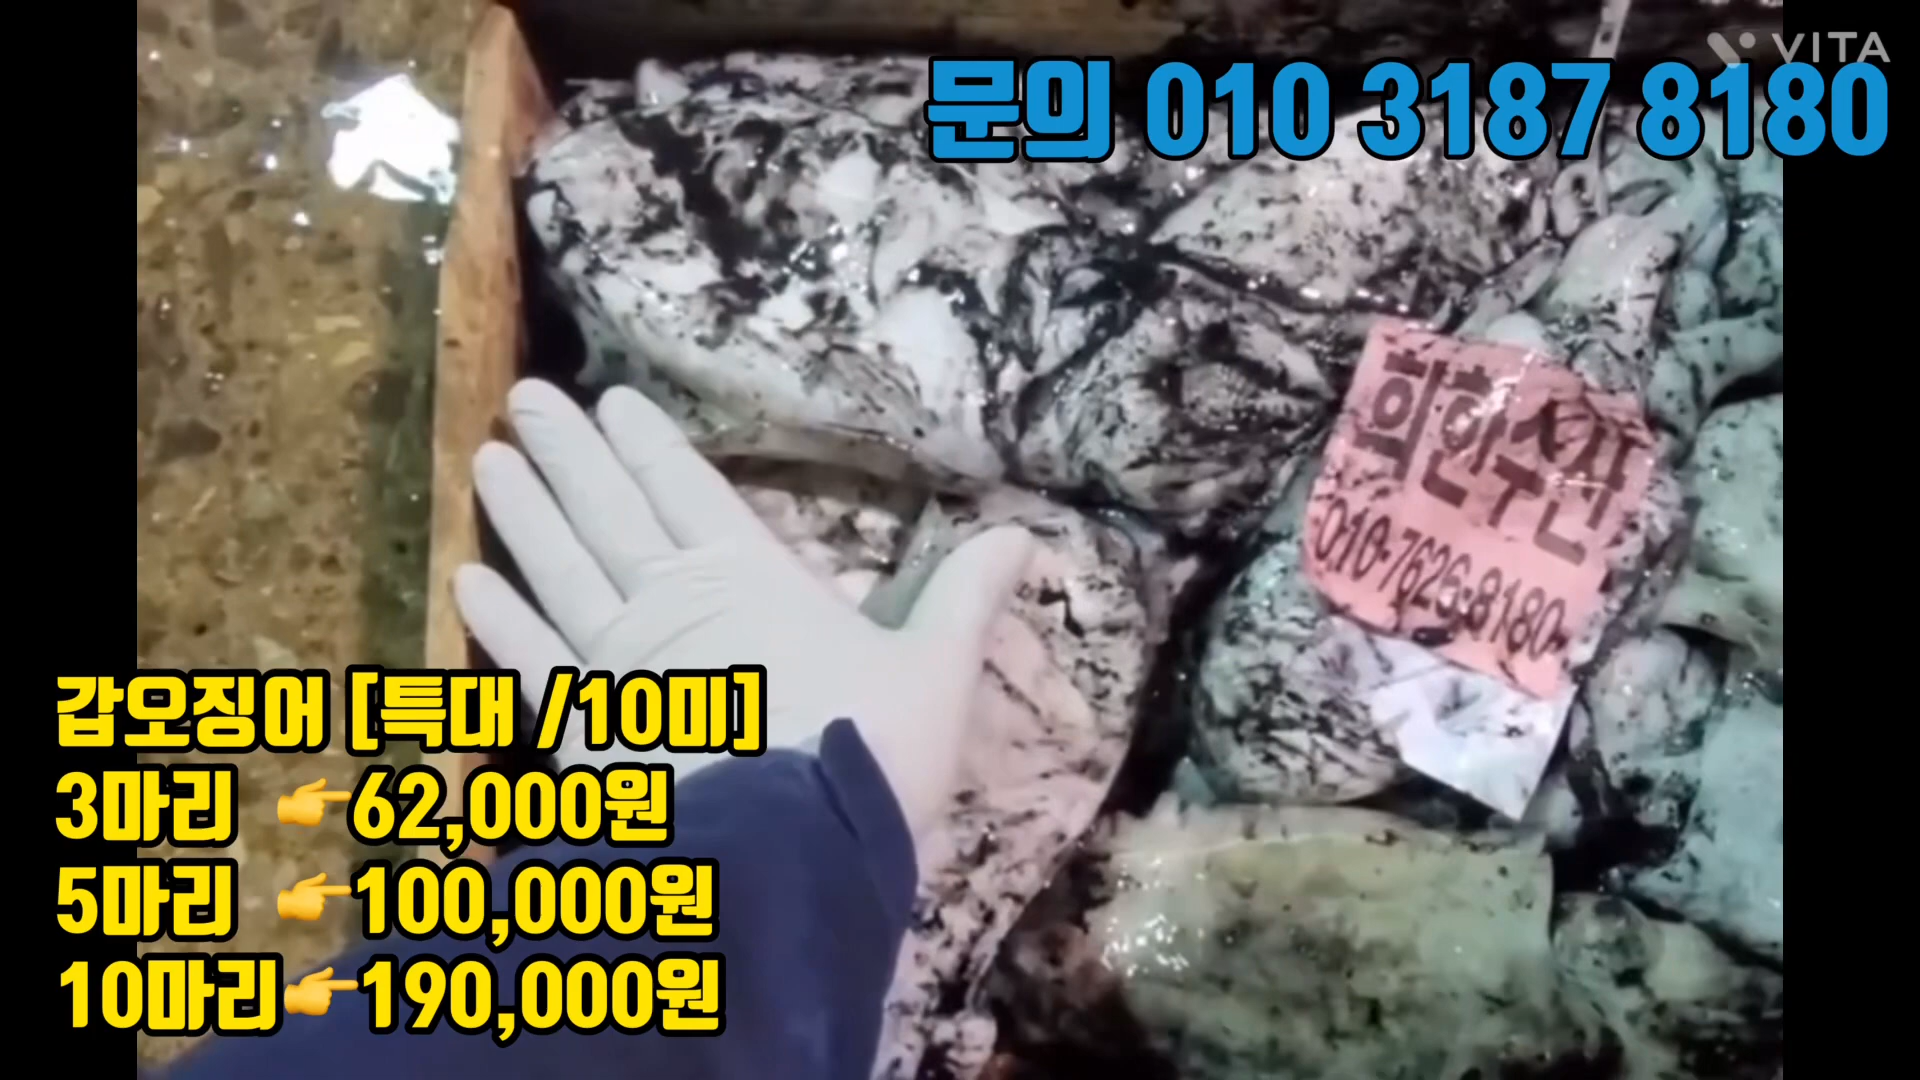 VITA
문의 010 3187 8180
희한수산
010-7626-8180
갑오징어 [특대 /10미]
3마리 👉62,000원
5마리 👉100,000원
10마리👉190,000원